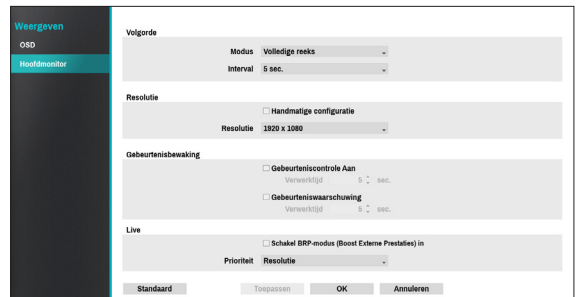 Weergeven
OSD
Hoofdmonitor
Volgorde
Modus Volledige reeks
Interval 5 sec.
Resolutie
Handmatige configuratie
Resolutie 1920 x 1080
Gebeurtenisbewaking
Gebeurteniscontrole Aan
Verwerktijd 5 sec.
Gebeurteniswaarschuwing
Verwerktijd 5 sec.
Live
Schakel BRP-modus (Boost Externe Prestaties) in
Prioriteit Resolutie
Standaard Toepassen OK Annuleren